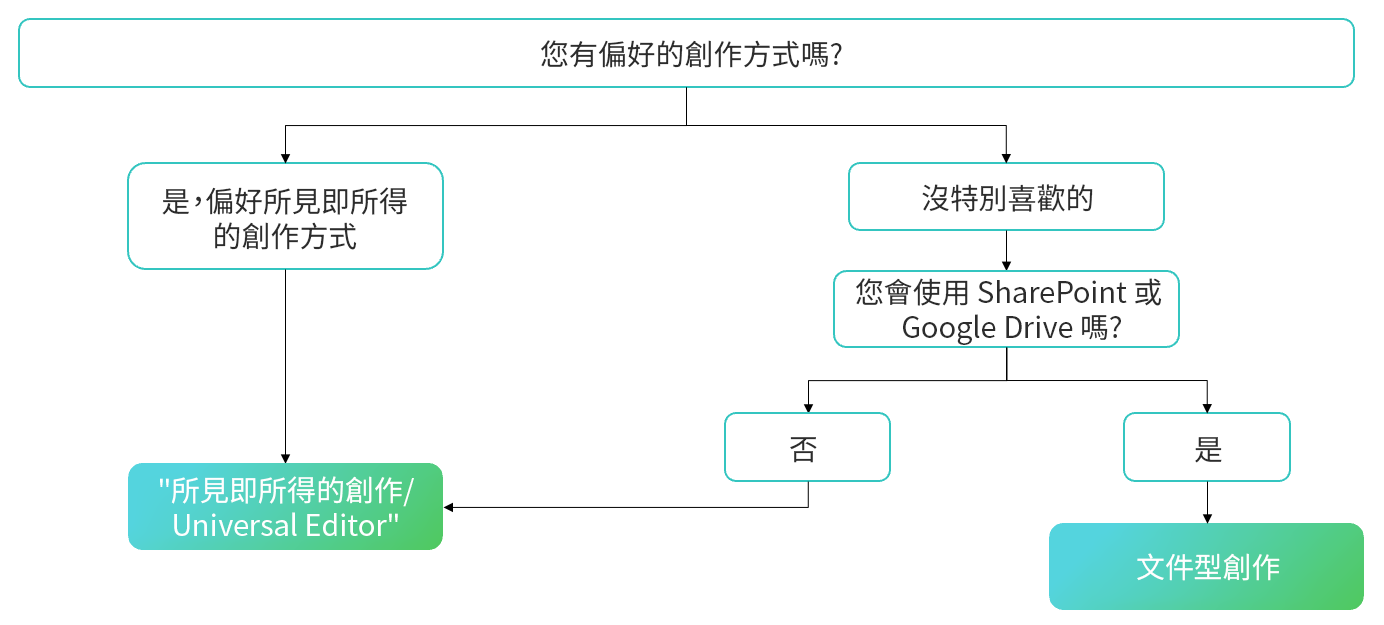 您有偏好的創作方式嗎?
是，偏好所見即所得
的創作方式
沒特別喜歡的
您會使用 SharePoint 或
Google Drive 嗎?
否
是
"所見即所得的創作/
Universal Editor"
文件型創作